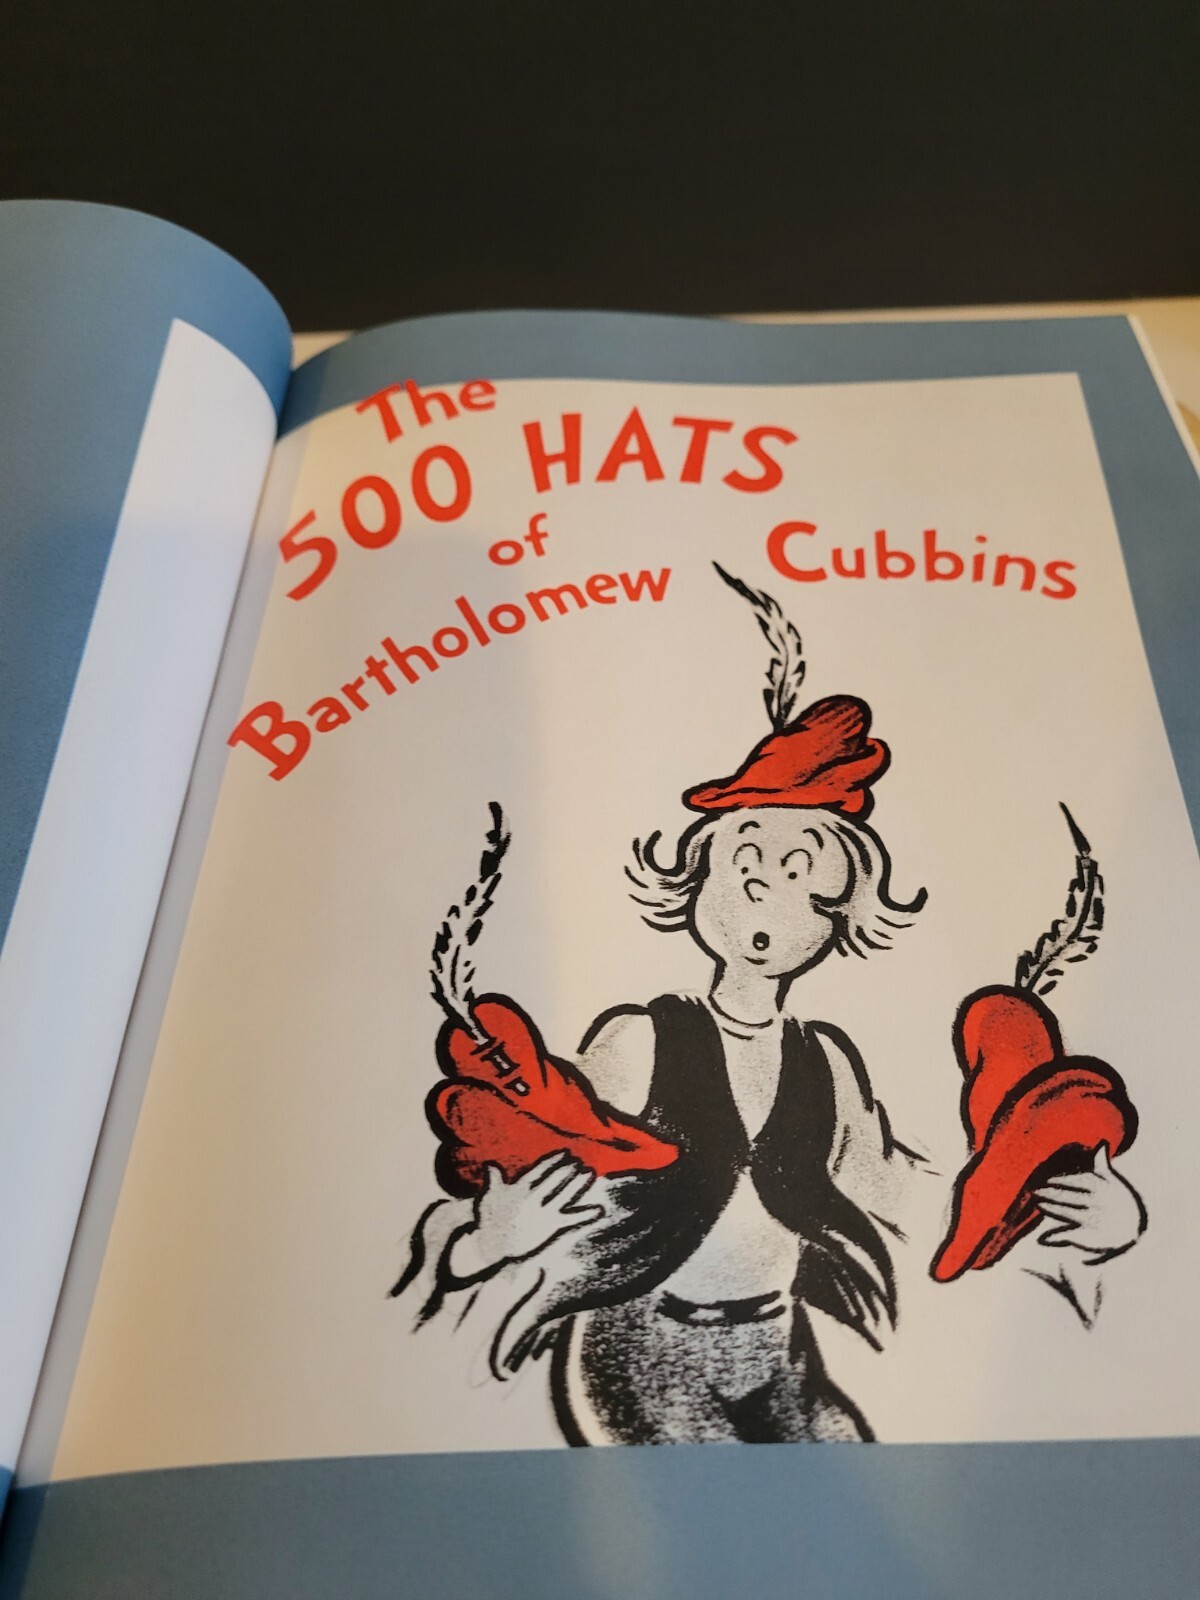 The
500 HATS
of
Bartholomew Cubbins